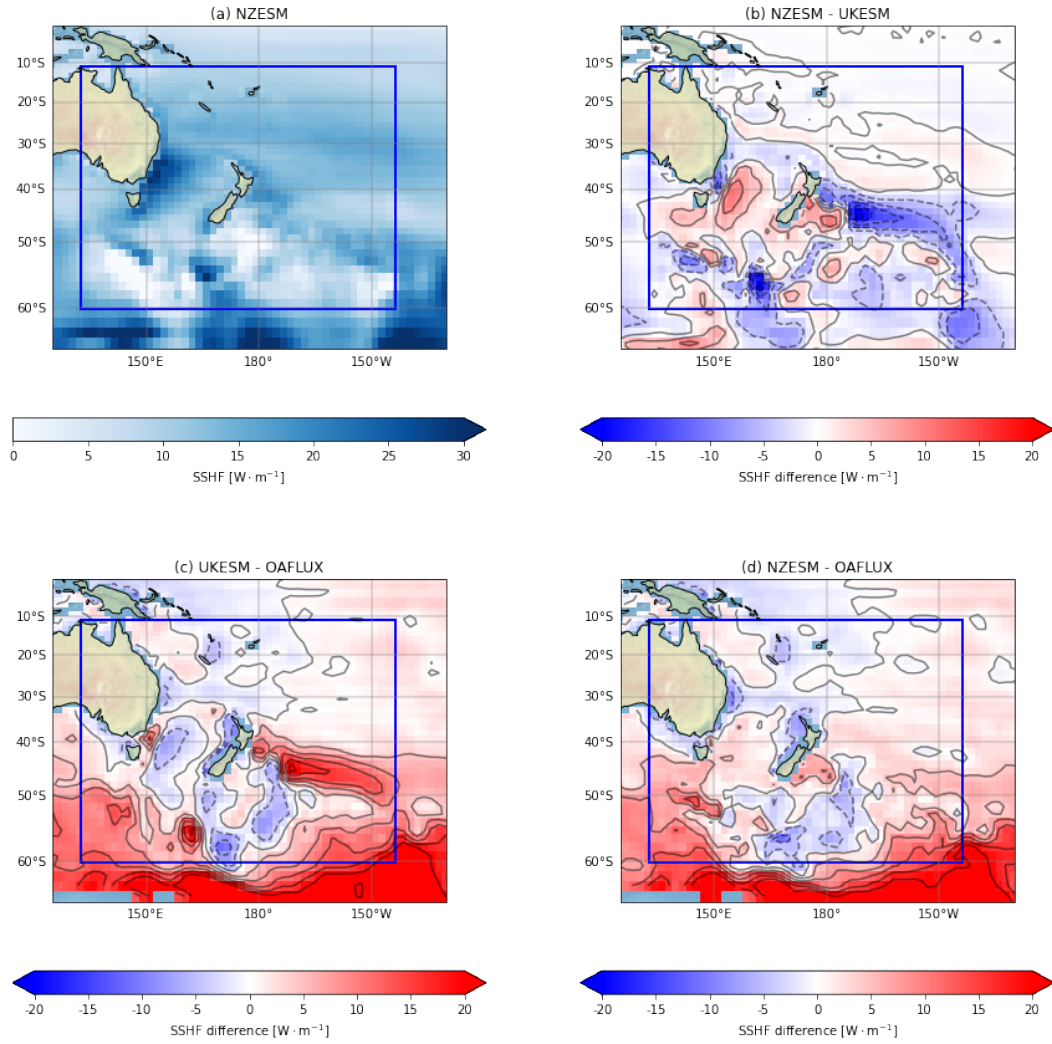 (a) NZESM
(b) NZESM - UKESM
10°S
20°S
30°S
40°S
50°S
60°S
150°E
180°
150°W
10°S
20°S
30°S
40°S
50°S
60°S
150°E
180°
150°W
0 5 10 15 20 25 30
SSHF [W · m⁻¹]
-20 -15 -10 -5 0 5 10 15 20
SSHF difference [W · m⁻¹]
(c) UKESM - OAFLUX
(d) NZESM - OAFLUX
10°S
20°S
30°S
40°S
50°S
60°S
150°E
180°
150°W
10°S
20°S
30°S
40°S
50°S
60°S
150°E
180°
150°W
-20 -15 -10 -5 0 5 10 15 20
SSHF difference [W · m⁻¹]
-20 -15 -10 -5 0 5 10 15 20
SSHF difference [W · m⁻¹]